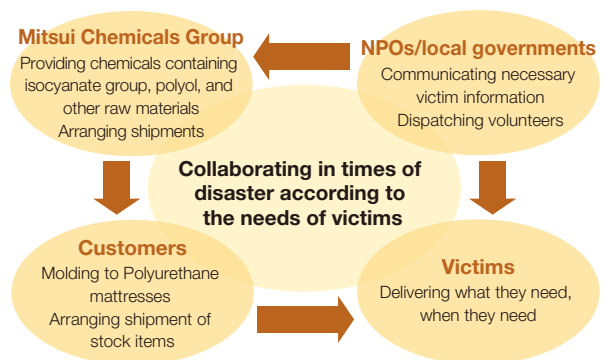 Mitsui Chemicals Group
Providing chemicals containing
isocyanate group, polyol, and
other raw materials
Arranging shipments
NPOs/local governments
Communicating necessary
victim information
Dispatching volunteers
Collaborating in times of
disaster according to
the needs of victims
Customers
Molding to Polyurethane
mattresses
Arranging shipment of
stock items
Victims
Delivering what they need,
when they need